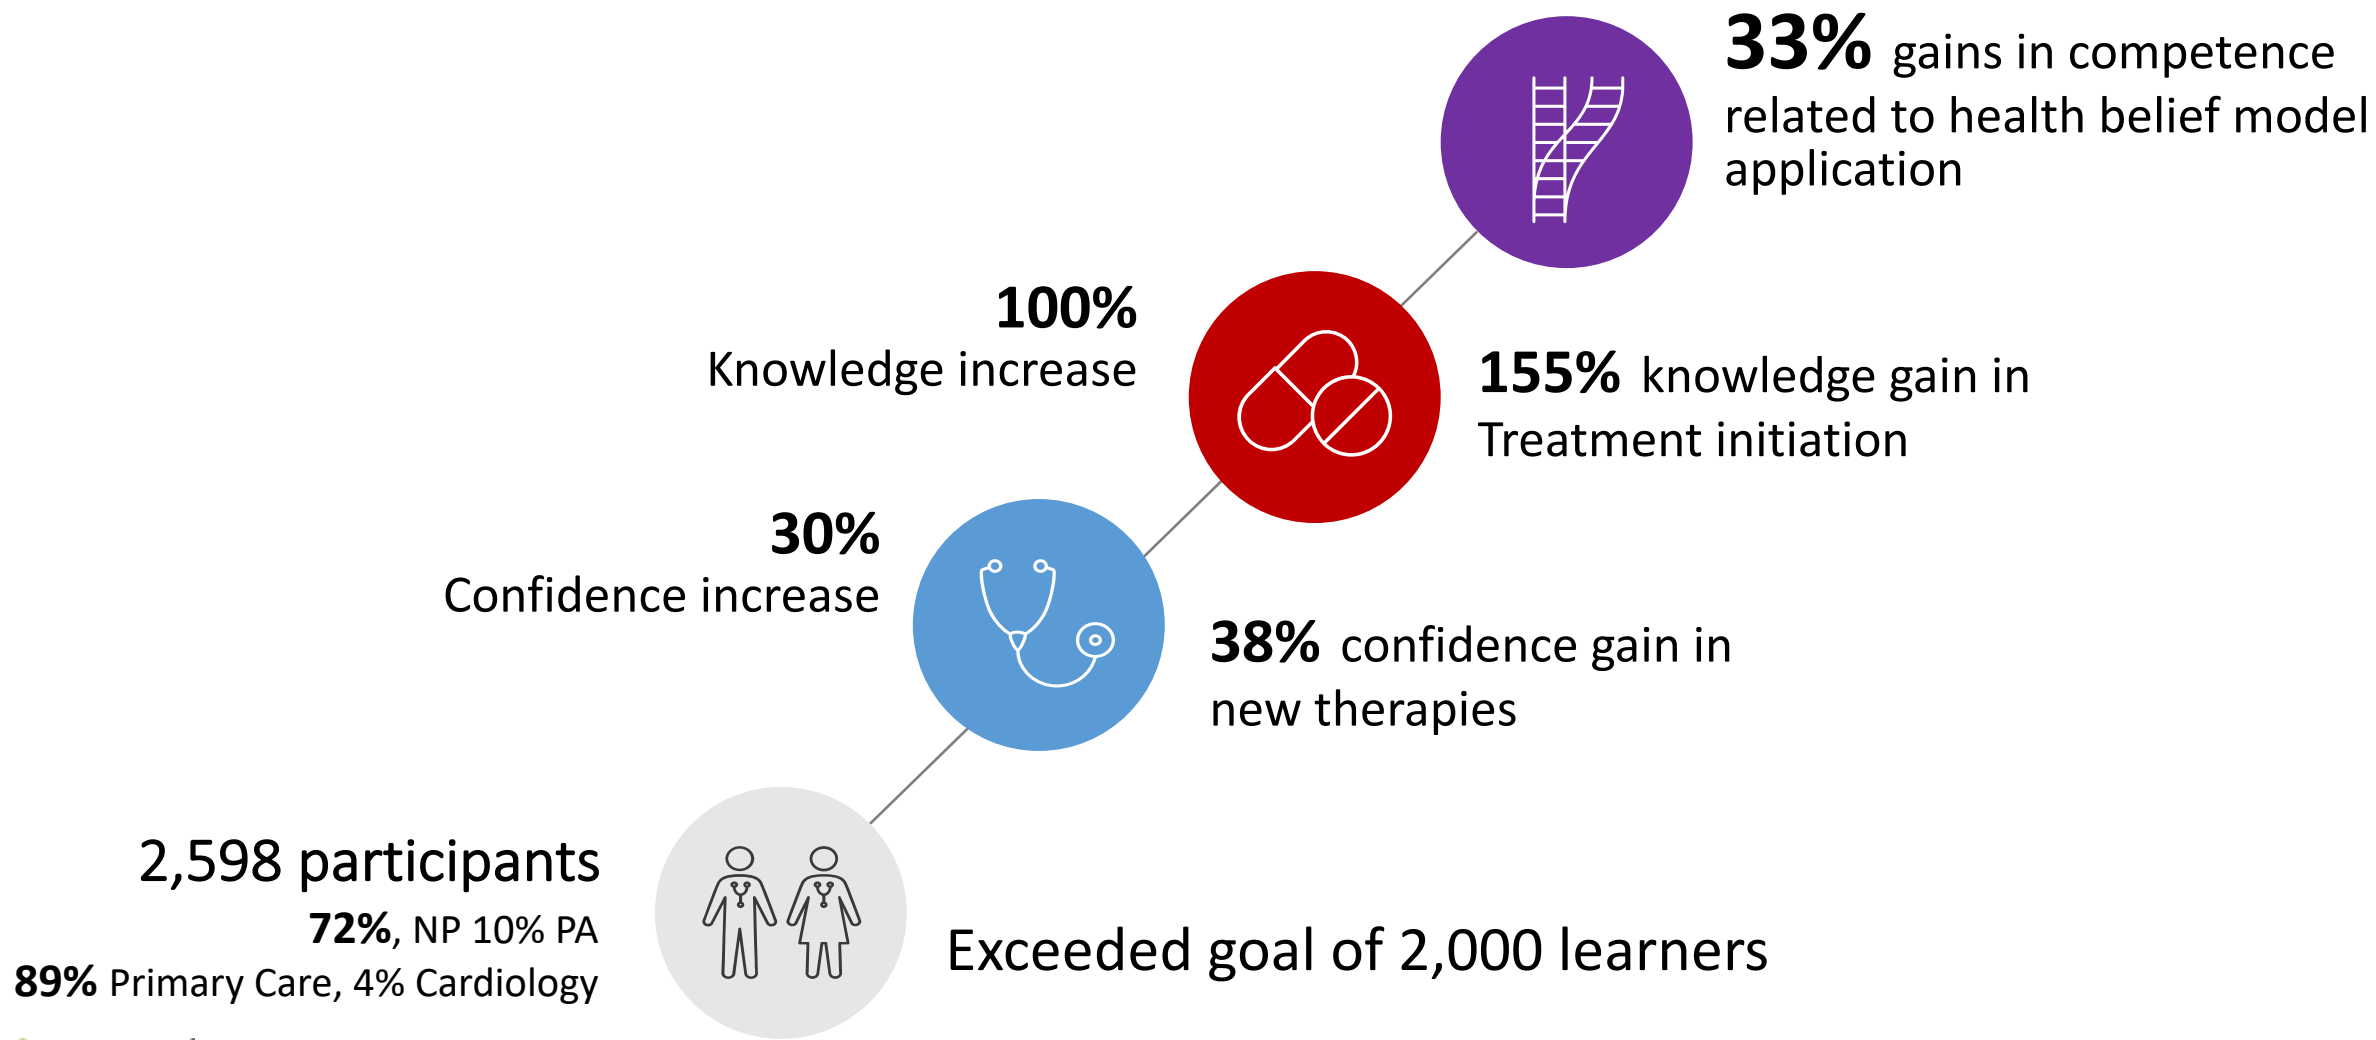 33% gains in competence
related to health belief model
application
100%
Knowledge increase
155% knowledge gain in
Treatment initiation
30%
Confidence increase
38% confidence gain in
new therapies
2,598 participants
72%, NP 10% PA
89% Primary Care, 4% Cardiology
Exceeded goal of 2,000 learners